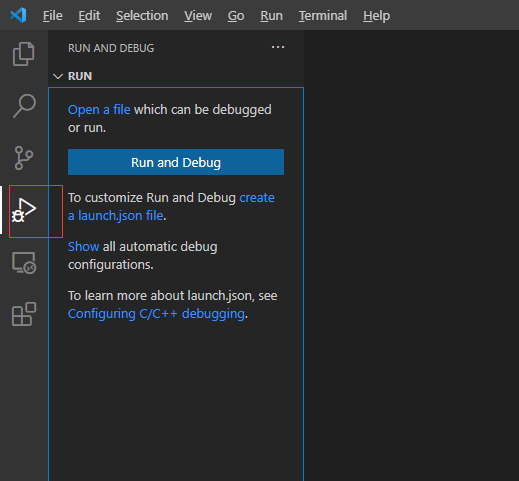 File Edit Selection View Go Run Terminal Help
RUN AND DEBUG
RUN
Open a file which can be debugged
or run.
Run and Debug
To customize Run and Debug create
a launch.json file.
Show all automatic debug
configurations.
To learn more about launch.json, see
Configuring C/C++ debugging.